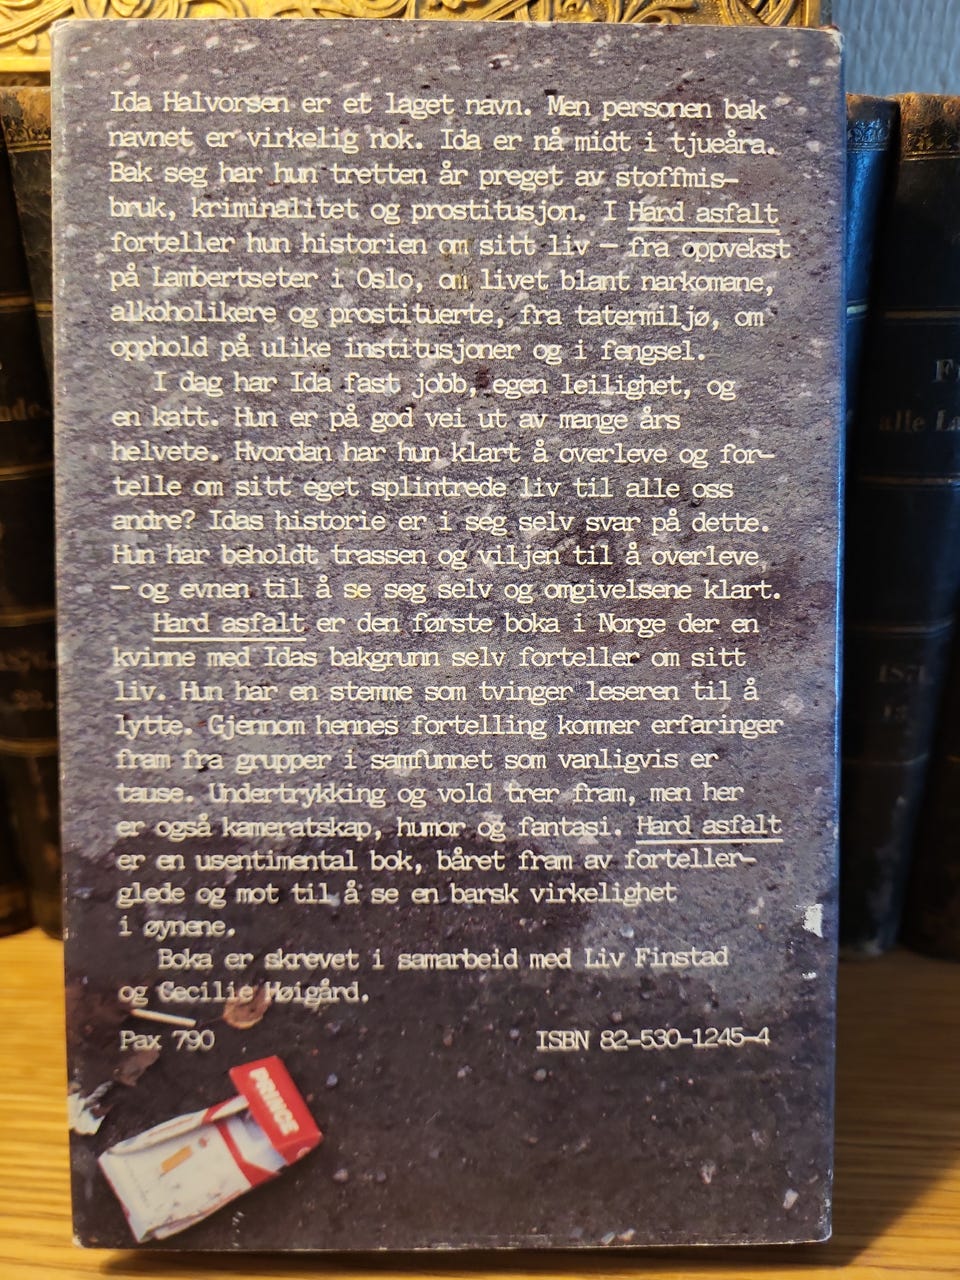 Ida Halvorsen er et laget navn. Men personen bak
navnet er virkelig nok. Ida er nå midt i tjueåra.
Bak seg har hun tretten år preget av stoffmis-
bruk, kriminalitet og prostitusjon. I Hard asfalt
forteller hun historien om sitt liv – fra oppvekst
på Lambertseter i Oslo, om livet blant narkomane,
alkoholikere og prostituerte, fra tatermiljø, om
opphold på ulike institusjoner og i fengsel.
I dag har Ida fast jobb, egen leilighet, og
en katt. Hun er på god vei ut av mange års
helvete. Hvordan har hun klart å overleve og for-
telle om sitt eget splintrede liv til alle oss
andre? Idas historie er i seg selv svar på dette.
Hun har beholdt trassen og viljen til å overleve
– og evnen til å se seg selv og omgivelsene klart.
Hard asfalt er den første boka i Norge der en
kvinne med Idas bakgrunn selv forteller om sitt
liv. Hun har en stemme som tvinger leseren til å
lytte. Gjennom hennes fortelling kommer erfaringer
fram fra grupper i samfunnet som vanligvis er
tause. Undertrykking og vold trer fram, men her
er også kameratskap, humor og fantasi. Hard asfalt
er en usentimental bok, båret fram av forteller-
glede og mot til å se en barsk virkelighet
i øynene.
Boka er skrevet i samarbeid med Liv Finstad
og Cecilie Høigård.
Pax 790 ISBN 82-530-1245-4
PRINCE
alle
1871